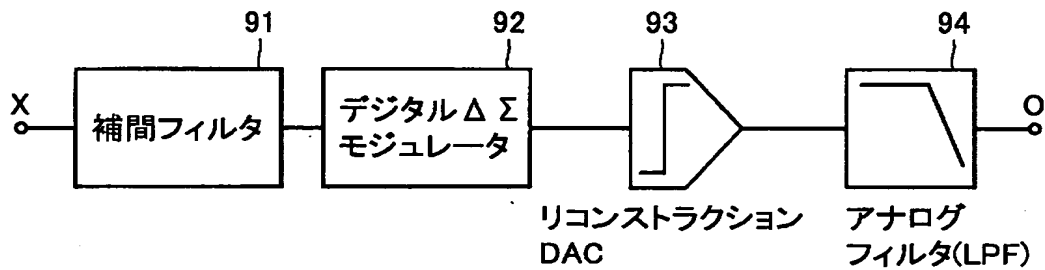 91
92
93
94
X
補間フィルタ
デジタルΔΣ
モジュレータ
O
リコンストラクション
DAC
アナログ
フィルタ(LPF)